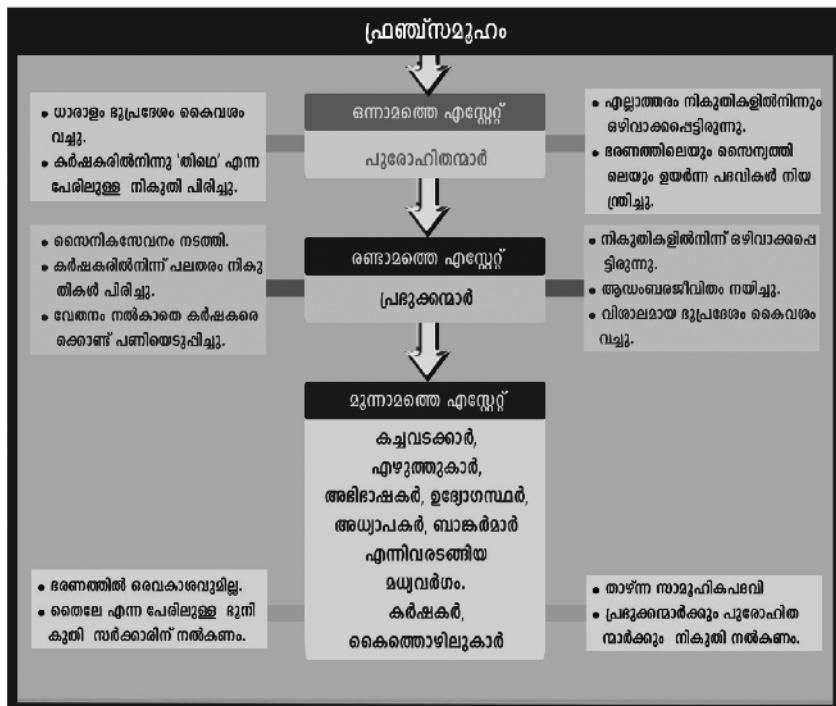 ഫ്രഞ്ച്സമൂഹം
ഒന്നാമത്തെ എസ്റ്റേറ്റ്
പുരോഹിതന്മാർ
• ധാരാളം ഭൂപ്രദേശം കൈവശം
വച്ചു.
• കർഷകരിൽനിന്നു 'തിഥെ' എന്ന
പേരിലുള്ള നികുതി പിരിച്ചു.
• എല്ലാത്തരം നികുതികളിൽനിന്നും
ഒഴിവാക്കപ്പെട്ടിരുന്നു.
• ഭരണത്തിലെയും സൈന്യത്തി
ലെയും ഉയർന്ന പദവികൾ നിയ
ന്ത്രിച്ചു.
രണ്ടാമത്തെ എസ്റ്റേറ്റ്
പ്രഭുക്കന്മാർ
• സൈനികസേവനം നടത്തി.
• കർഷകരിൽനിന്ന് പലതരം നികു
തികൾ പിരിച്ചു.
• വേതനം നൽകാതെ കർഷകരെ
ക്കൊണ്ട് പണിയെടുപ്പിച്ചു.
• നികുതികളിൽനിന്ന് ഒഴിവാക്കപ്പെ
ട്ടിരുന്നു.
• ആഡംബരജീവിതം നയിച്ചു.
• വിശാലമായ ഭൂപ്രദേശം കൈവശം
വച്ചു.
മൂന്നാമത്തെ എസ്റ്റേറ്റ്
കച്ചവടക്കാർ,
എഴുത്തുകാർ,
അഭിഭാഷകർ, ഉദ്യോഗസ്ഥർ,
അധ്യാപകർ, ബാങ്കർമാർ
എന്നിവരടങ്ങിയ
മധ്യവർഗം.
കർഷകർ,
കൈത്തൊഴിലുകാർ
• ഭരണത്തിൽ ഒരവകാശവുമില്ല.
• തൈലേ എന്ന പേരിലുള്ള ഭൂനി
കുതി സർക്കാരിന് നൽകണം.
• താഴ്ന്ന സാമൂഹികപദവി
• പ്രഭുക്കന്മാർക്കും പുരോഹിത
ന്മാർക്കും നികുതി നൽകണം.